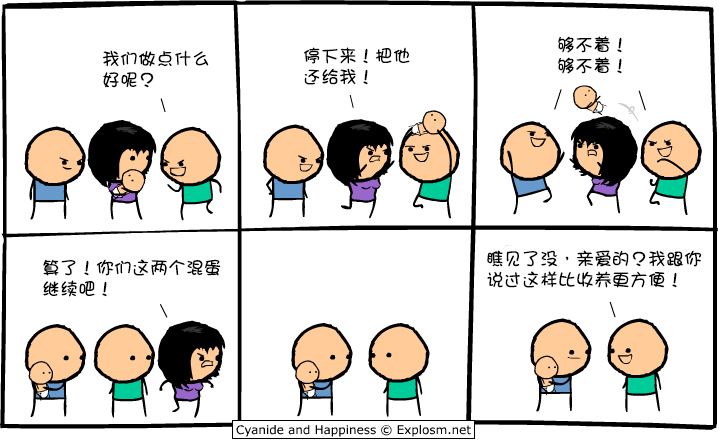 我们做点什么
好呢？
停下来！把他
还给我！
够不着！
够不着！
算了！你们这两个混蛋
继续吧！
瞧见了没，亲爱的？我跟你
说过这样比收养更方便！
Cyanide and Happiness © Explosm.net